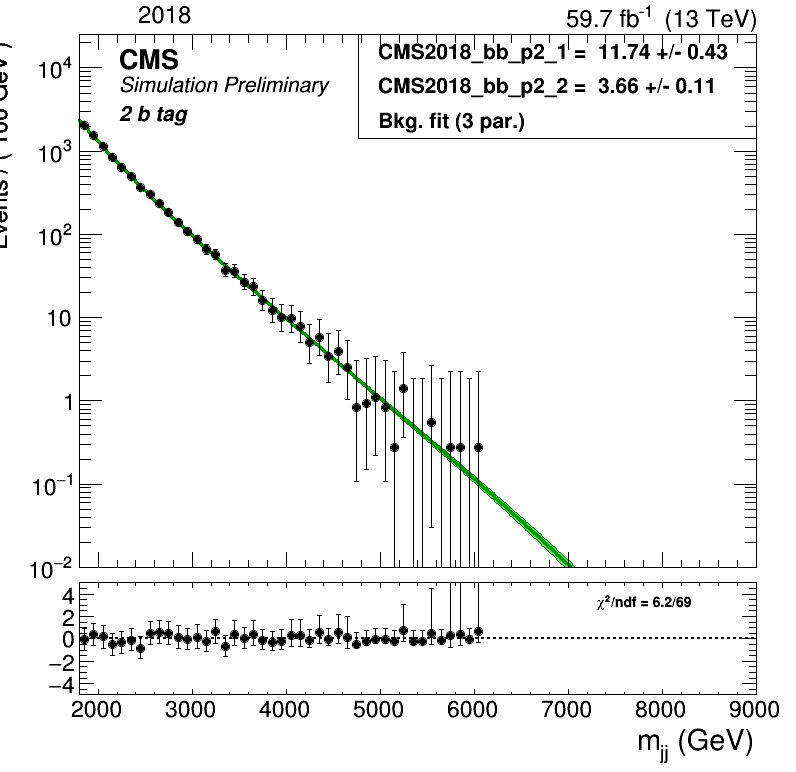 2018
59.7 fb⁻¹ (13 TeV)
CMS
Simulation Preliminary
2 b tag
CMS2018_bb_p2_1 = 11.74 +/- 0.43
CMS2018_bb_p2_2 = 3.66 +/- 0.11
Bkg. fit (3 par.)
10⁴
10³
10²
10
1
10⁻¹
10⁻²
χ²/ndf = 6.2/69
4
2
0
−2
−4
2000 3000 4000 5000 6000 7000 8000 9000
m_jj (GeV)